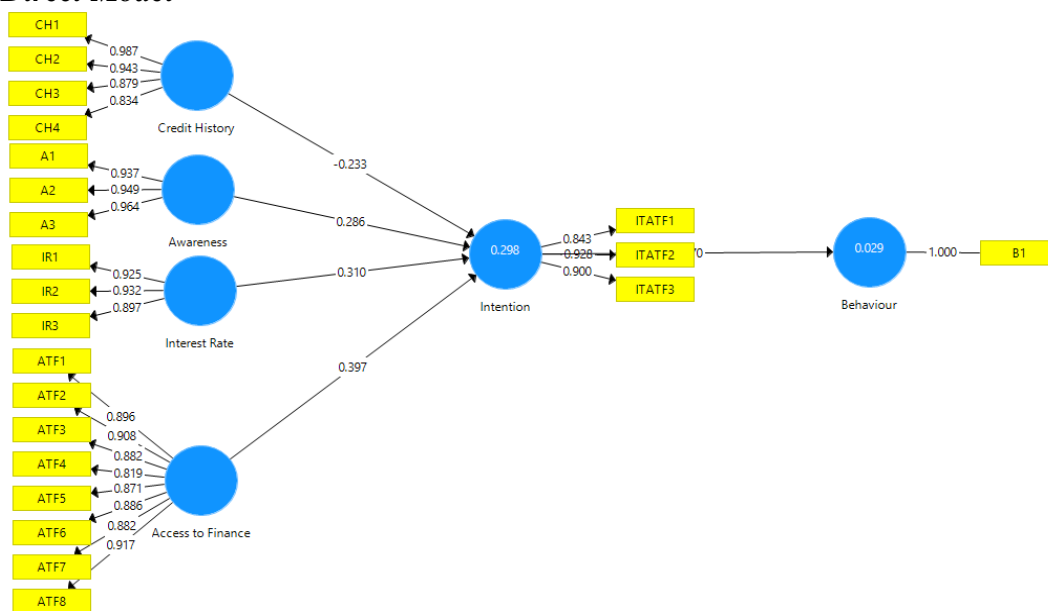 CH1
CH2
CH3
CH4
0.987
0.943
0.879
0.834
Credit History
A1
A2
A3
0.937
0.949
0.964
Awareness
IR1
IR2
IR3
0.925
0.932
0.897
Interest Rate
ATF1
ATF2
ATF3
ATF4
ATF5
ATF6
ATF7
ATF8
0.896
0.908
0.882
0.819
0.871
0.886
0.882
0.917
Access to Finance
-0.233
0.286
0.310
0.397
0.298
Intention
0.843
0.928
0.900
ITATF1
ITATF2
ITATF3
0.029
Behaviour
1.000
B1